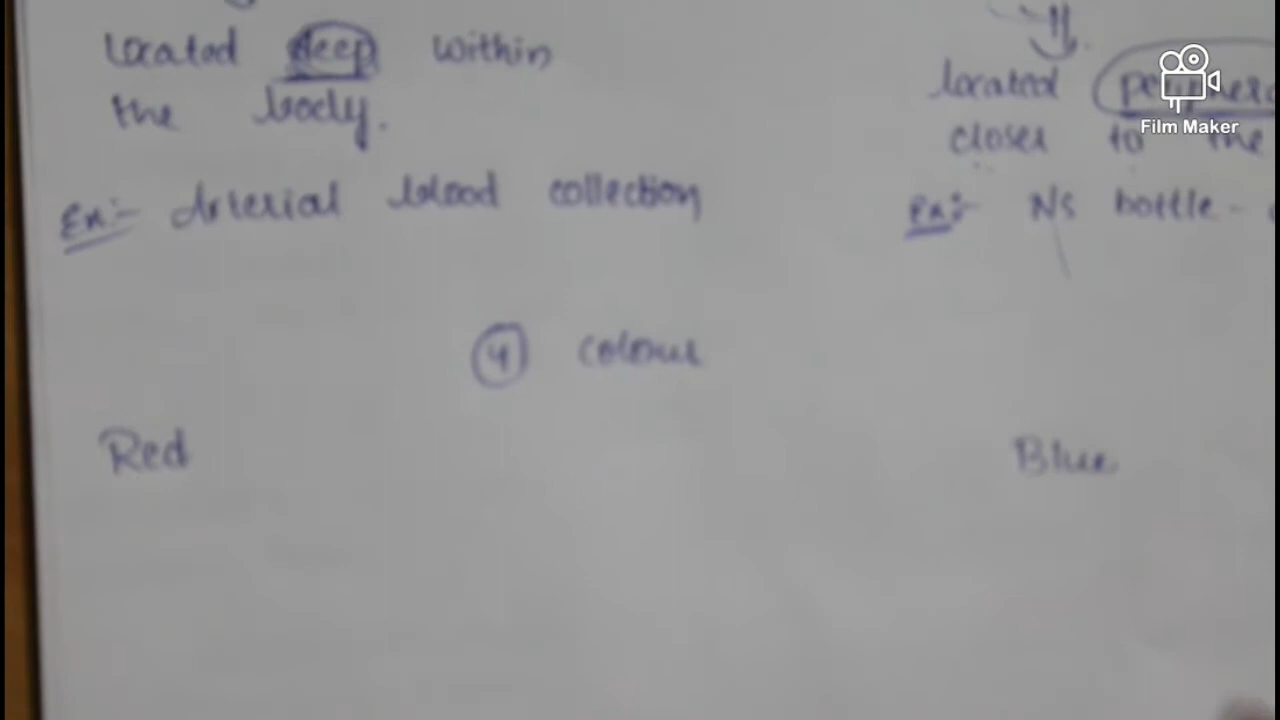 located deep within
the body.
Ex:- Arterial blood collection
located
closer to the
Ex:- NS bottle -
④ colour
Red
Blue
Film Maker